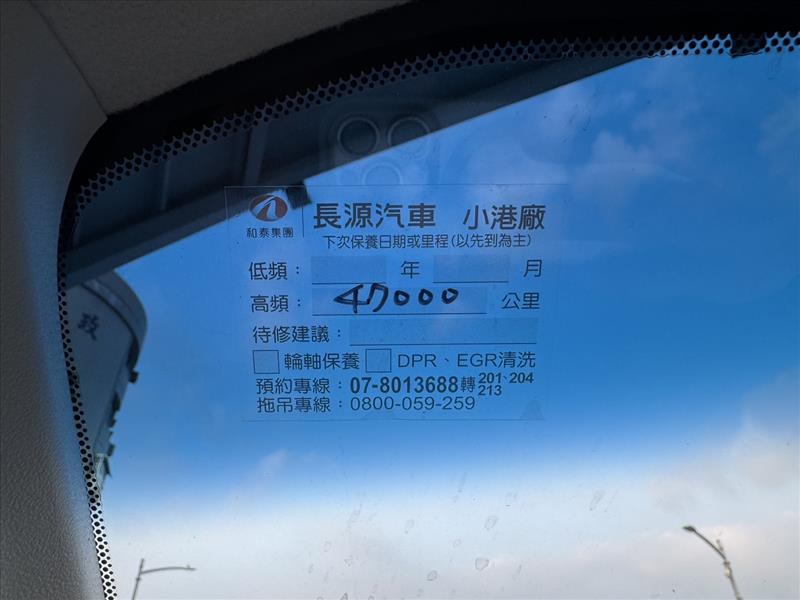 和泰集團
長源汽車 小港廠
下次保養日期或里程(以先到為主)
低頻： 年 月
高頻： 47000 公里
待修建議：
輪軸保養 DPR、EGR清洗
預約專線：07-8013688轉201、204
213
拖吊專線：0800-059-259
玖